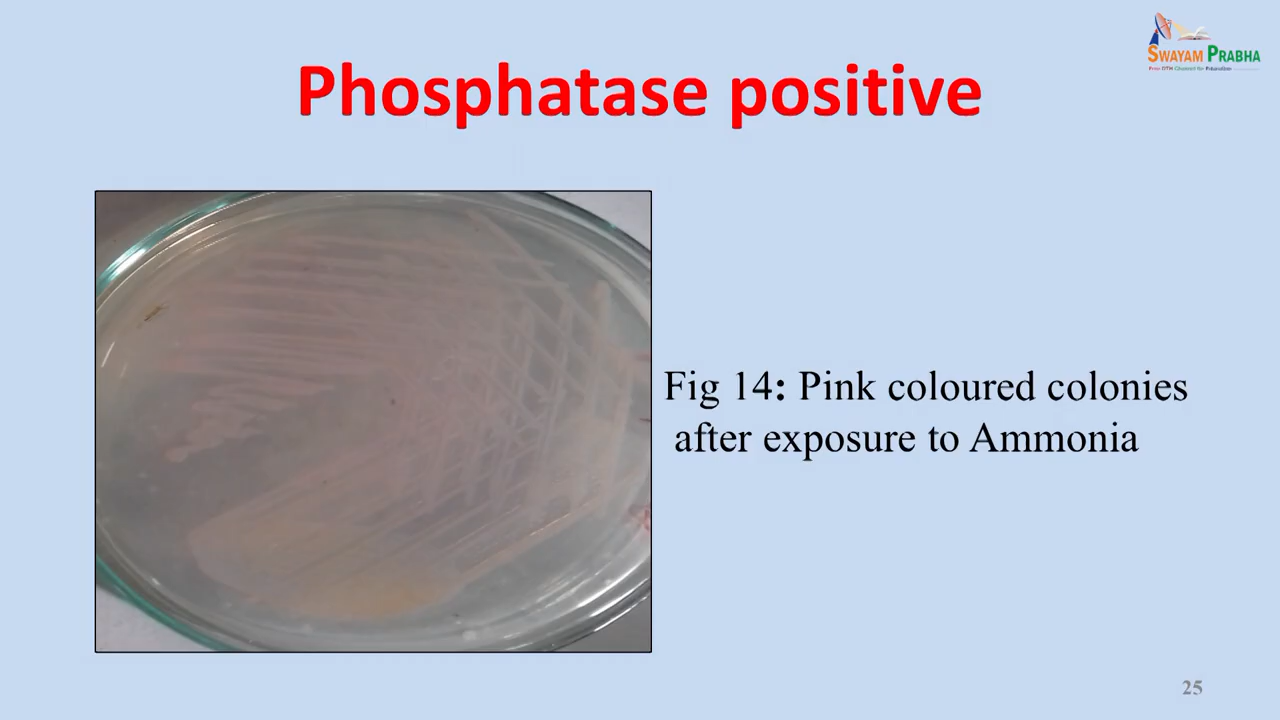 SWAYAM PRABHA
Phosphatase positive
Fig 14: Pink coloured colonies
after exposure to Ammonia
25